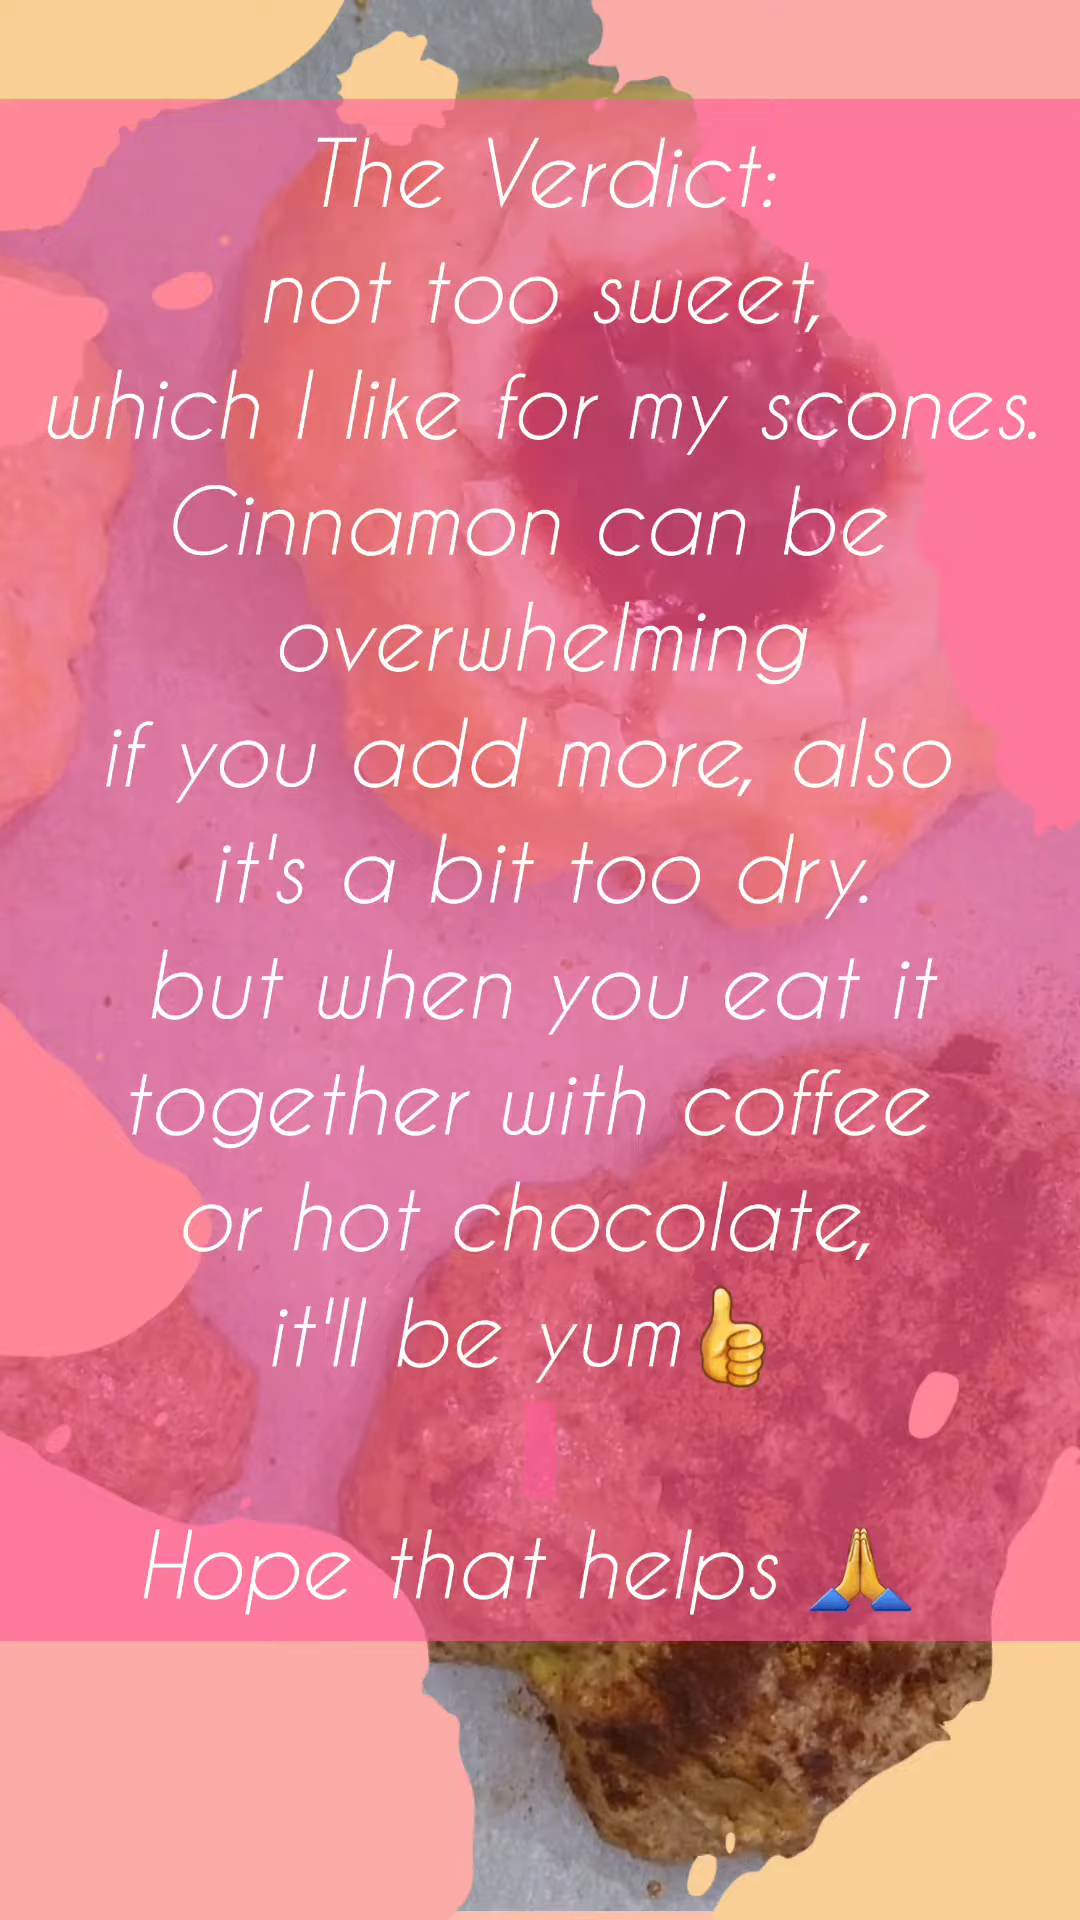 The Verdict:
not too sweet,
which I like for my scones.
Cinnamon can be
overwhelming
if you add more, also
it's a bit too dry.
but when you eat it
together with coffee
or hot chocolate,
it'll be yum👍
Hope that helps 🙏